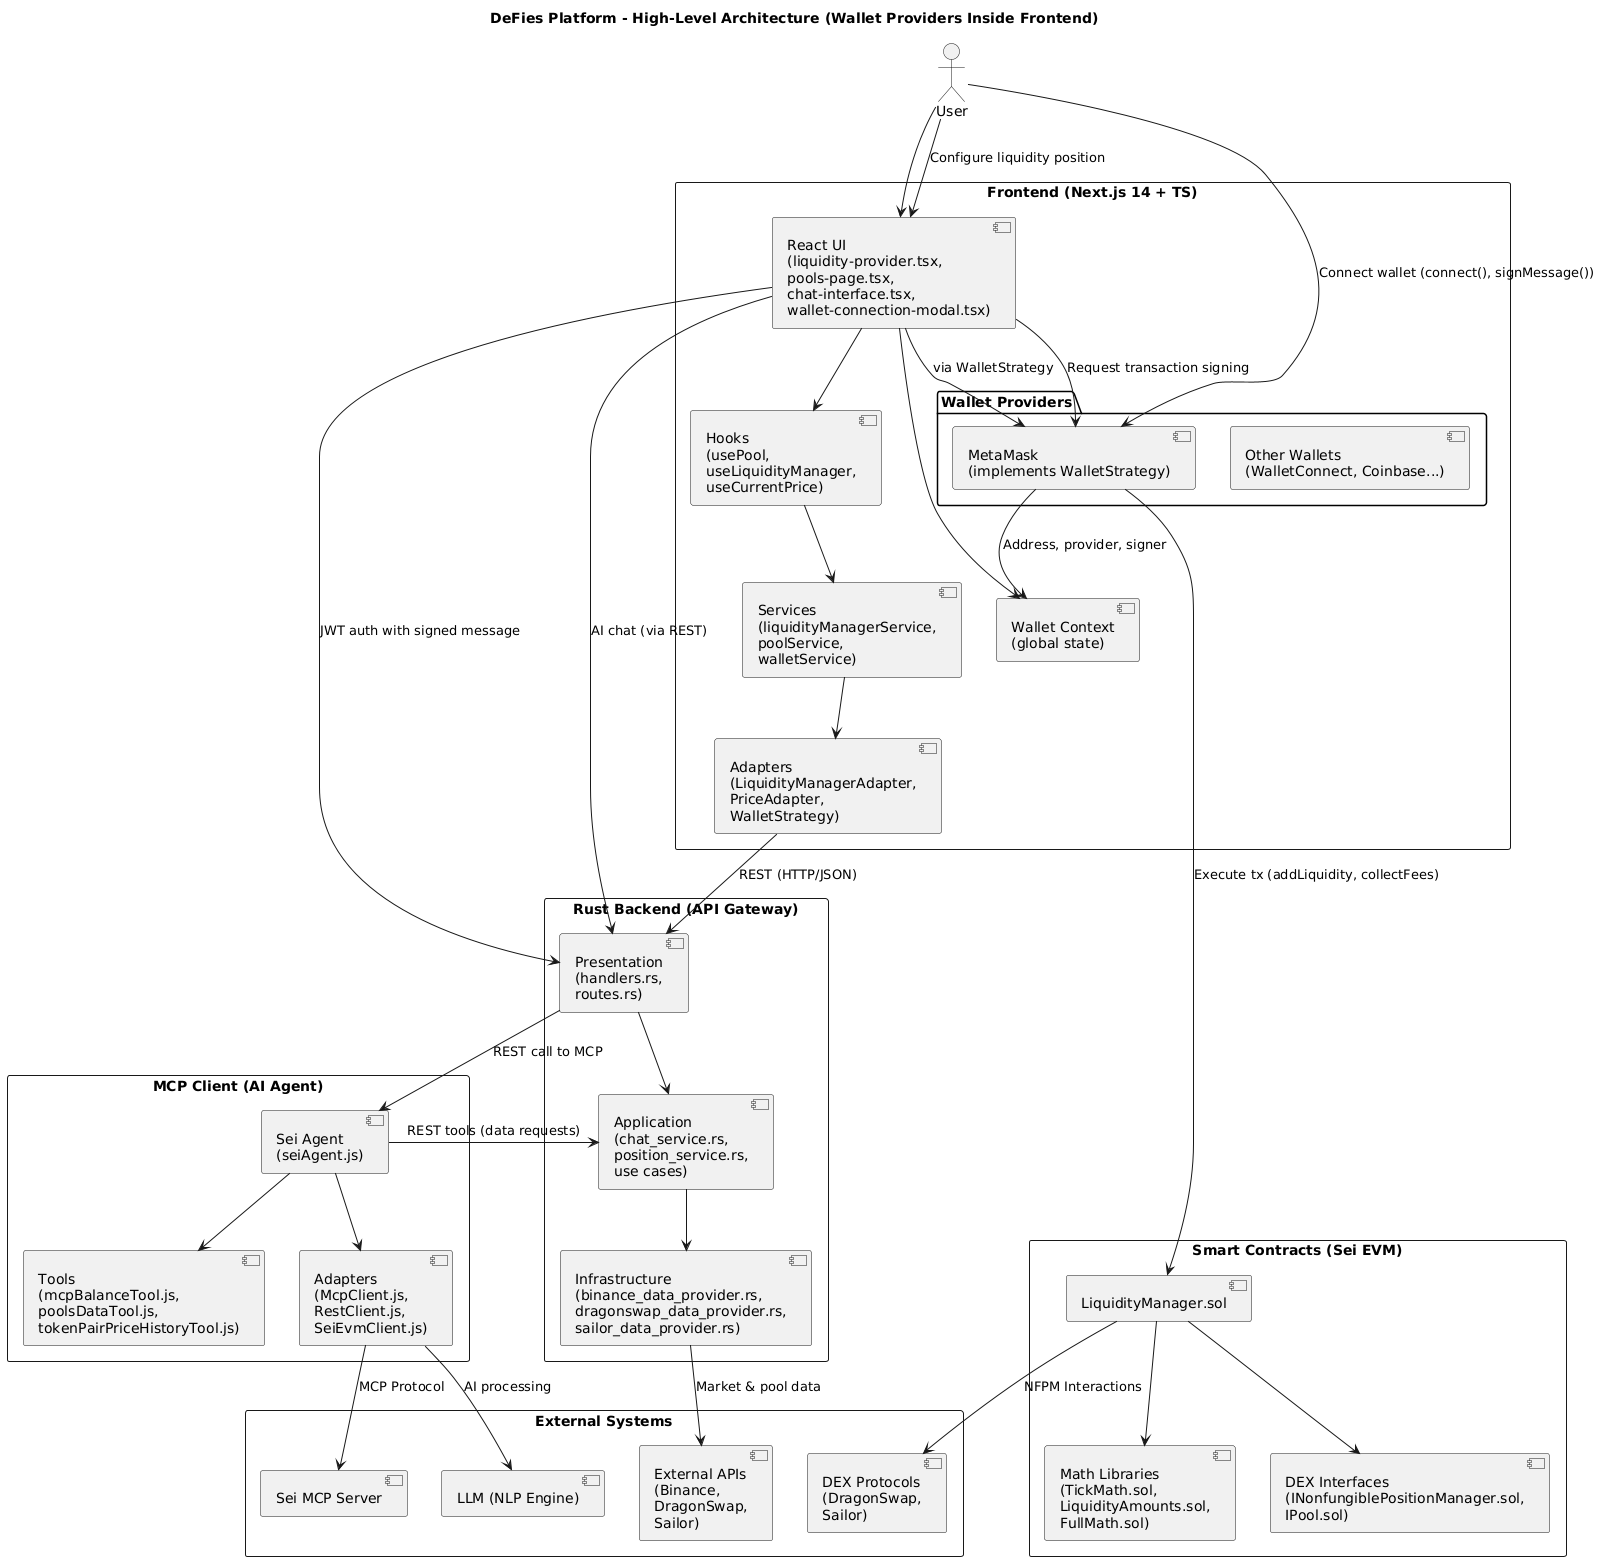 DeFies Platform - High-Level Architecture (Wallet Providers Inside Frontend)
User
Configure liquidity position
Connect wallet (connect(), signMessage())
Frontend (Next.js 14 + TS)
React UI
(liquidity-provider.tsx,
pools-page.tsx,
chat-interface.tsx,
wallet-connection-modal.tsx)
via WalletStrategy
Request transaction signing
Wallet Providers
Hooks
(usePool,
useLiquidityManager,
useCurrentPrice)
MetaMask
(implements WalletStrategy)
Other Wallets
(WalletConnect, Coinbase...)
Address, provider, signer
Services
(liquidityManagerService,
poolService,
walletService)
Wallet Context
(global state)
JWT auth with signed message
AI chat (via REST)
Adapters
(LiquidityManagerAdapter,
PriceAdapter,
WalletStrategy)
REST (HTTP/JSON)
Execute tx (addLiquidity, collectFees)
Rust Backend (API Gateway)
Presentation
(handlers.rs,
routes.rs)
REST call to MCP
MCP Client (AI Agent)
Sei Agent
(seiAgent.js)
REST tools (data requests)
Application
(chat_service.rs,
position_service.rs,
use cases)
Tools
(mcpBalanceTool.js,
poolsDataTool.js,
tokenPairPriceHistoryTool.js)
Adapters
(McpClient.js,
RestClient.js,
SeiEvmClient.js)
Infrastructure
(binance_data_provider.rs,
dragonswap_data_provider.rs,
sailor_data_provider.rs)
Smart Contracts (Sei EVM)
LiquidityManager.sol
MCP Protocol
AI processing
Market & pool data
NFPM Interactions
External Systems
Sei MCP Server
LLM (NLP Engine)
External APIs
(Binance,
DragonSwap,
Sailor)
DEX Protocols
(DragonSwap,
Sailor)
Math Libraries
(TickMath.sol,
LiquidityAmounts.sol,
FullMath.sol)
DEX Interfaces
(INonfungiblePositionManager.sol,
IPool.sol)